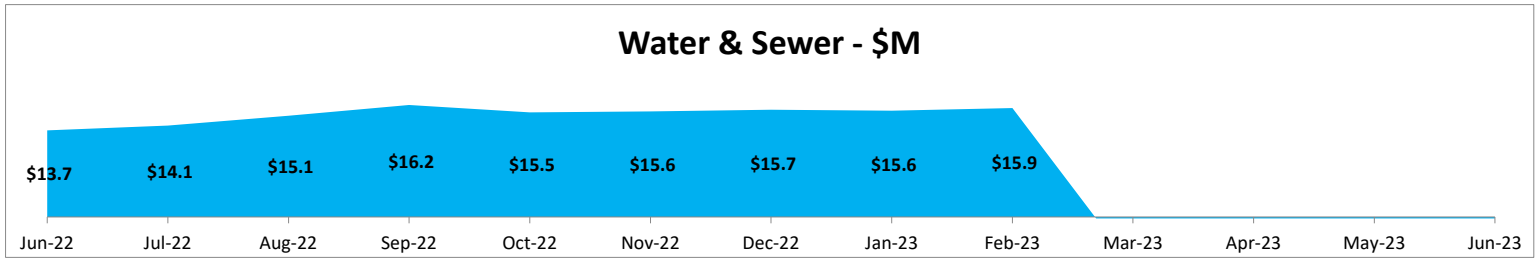 Water & Sewer - $M
$13.7 $14.1 $15.1 $16.2 $15.5 $15.6 $15.7 $15.6 $15.9
Jun-22 Jul-22 Aug-22 Sep-22 Oct-22 Nov-22 Dec-22 Jan-23 Feb-23 Mar-23 Apr-23 May-23 Jun-23